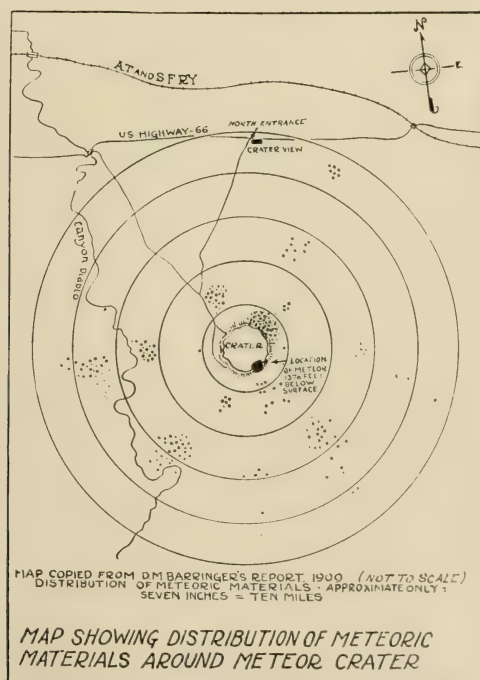 N
E
AT AND SFRY
NORTH ENTRANCE
US HIGHWAY-66
CRATER VIEW
Canyon Diablo
CRATER
LOCATION
OF METEOR
1376 FEET
BELOW
SURFACE
MAP COPIED FROM D.M BARRINGER'S REPORT. 1909 (NOT TO SCALE)
DISTRIBUTION OF METEORIC MATERIALS - APPROXIMATE ONLY:
SEVEN INCHES = TEN MILES
MAP SHOWING DISTRIBUTION OF METEORIC
MATERIALS AROUND METEOR CRATER